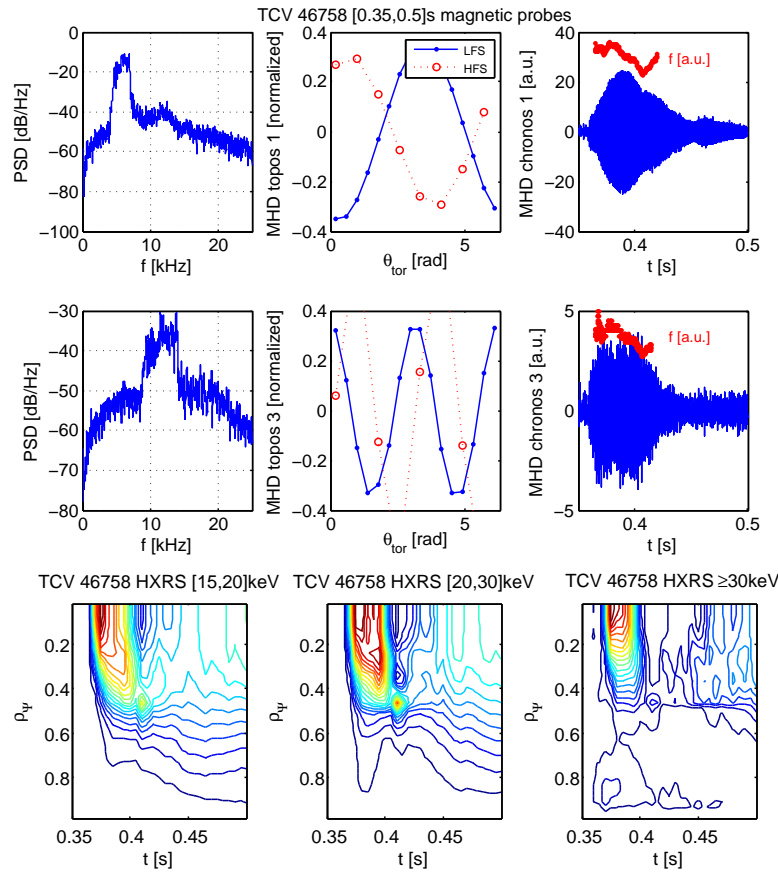 TCV 46758 [0.35,0.5]s magnetic probes
PSD [dB/Hz]
0
−20
−40
−60
−80
−100
0
10
20
f [kHz]
MHD topos 1 [normalized]
0.4
0.2
0
−0.2
−0.4
0
5
θtor [rad]
LFS
HFS
MHD chronos 1 [a.u.]
40
20
0
−20
−40
0.4
0.5
t [s]
f [a.u.]
PSD [dB/Hz]
−30
−40
−50
−60
−70
−80
0
10
20
f [kHz]
MHD topos 3 [normalized]
0.4
0.2
0
−0.2
−0.4
0
5
θtor [rad]
MHD chronos 3 [a.u.]
5
0
−5
0.4
0.5
t [s]
f [a.u.]
TCV 46758 HXRS [15,20]keV
ρΨ
0.2
0.4
0.6
0.8
0.35
0.4
0.45
t [s]
TCV 46758 HXRS [20,30]keV
ρΨ
0.2
0.4
0.6
0.8
0.35
0.4
0.45
t [s]
TCV 46758 HXRS ≥30keV
ρΨ
0.2
0.4
0.6
0.8
0.35
0.4
0.45
t [s]